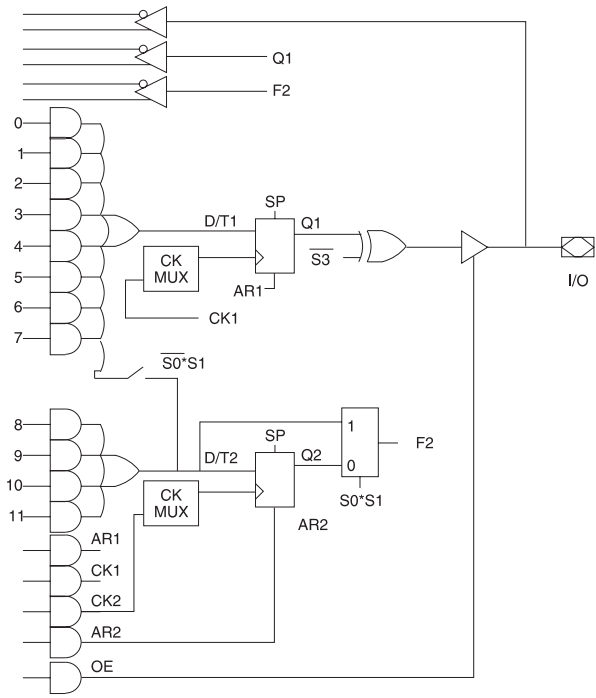 Q1
F2
0
1
2
3
4
5
6
7
D/T1
SP
Q1
S3
CK
MUX
AR1
CK1
I/O
S0*S1
8
9
10
11
D/T2
SP
Q2
1
0
F2
S0*S1
CK
MUX
AR2
AR1
CK1
CK2
AR2
OE